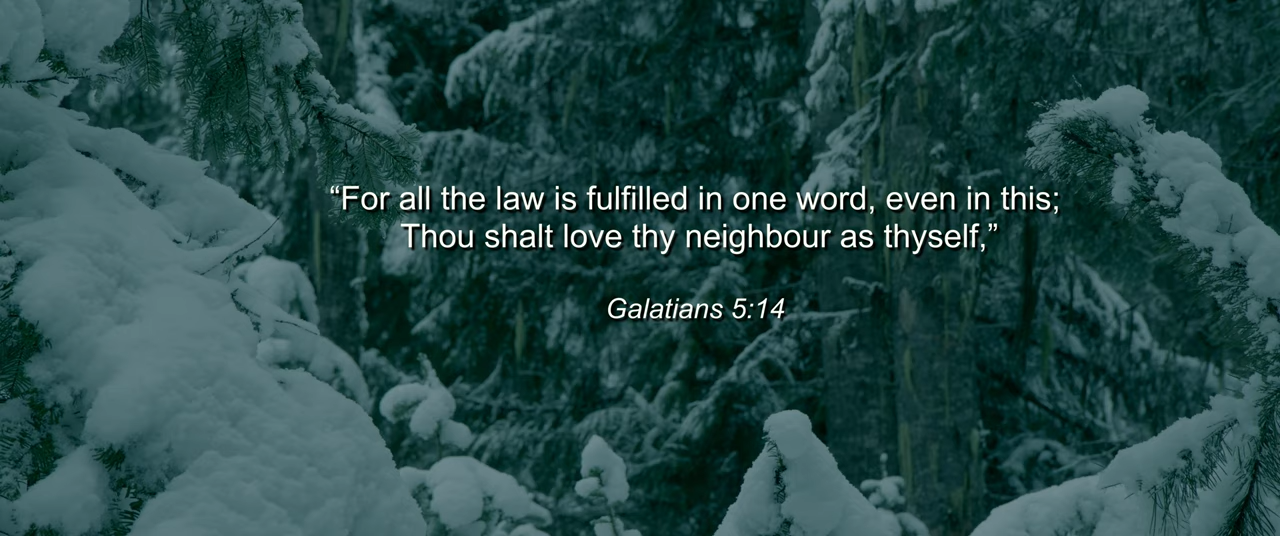 “For all the law is fulfilled in one word, even in this;
Thou shalt love thy neighbour as thyself,”
Galatians 5:14